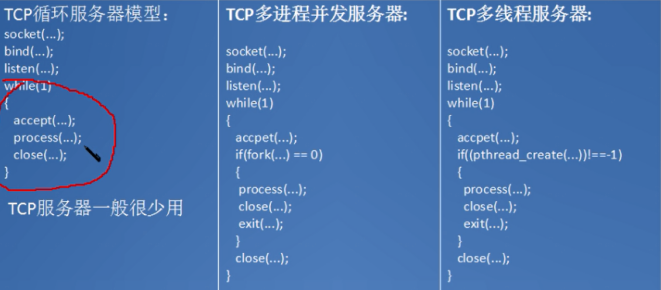 TCP循环服务器模型:
socket(...);
bind(...);
listen(...);
while(1)
{
accept(...);
process(...);
close(...);
}
TCP服务器一般很少用
TCP多进程并发服务器:
socket(...);
bind(...);
listen(...);
while(1)
{
accpet(...);
if(fork(...) == 0)
{
process(...);
close(...);
exit(...);
}
close(...);
}
TCP多线程服务器:
socket(...);
bind(...);
listen(...);
while(1)
{
accpet(...);
if((pthread_create(...))!==-1)
{
process(...);
close(...);
exit(...);
}
close(...);
}